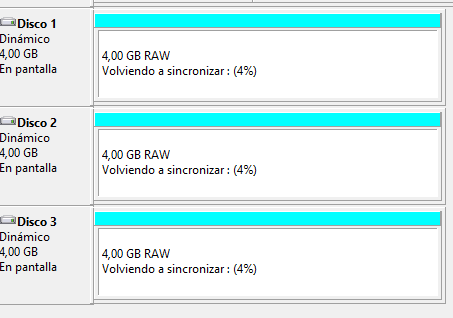 Disco 1
Dinámico
4,00 GB
En pantalla
4,00 GB RAW
Volviendo a sincronizar : (4%)
Disco 2
Dinámico
4,00 GB
En pantalla
4,00 GB RAW
Volviendo a sincronizar : (4%)
Disco 3
Dinámico
4,00 GB
En pantalla
4,00 GB RAW
Volviendo a sincronizar : (4%)